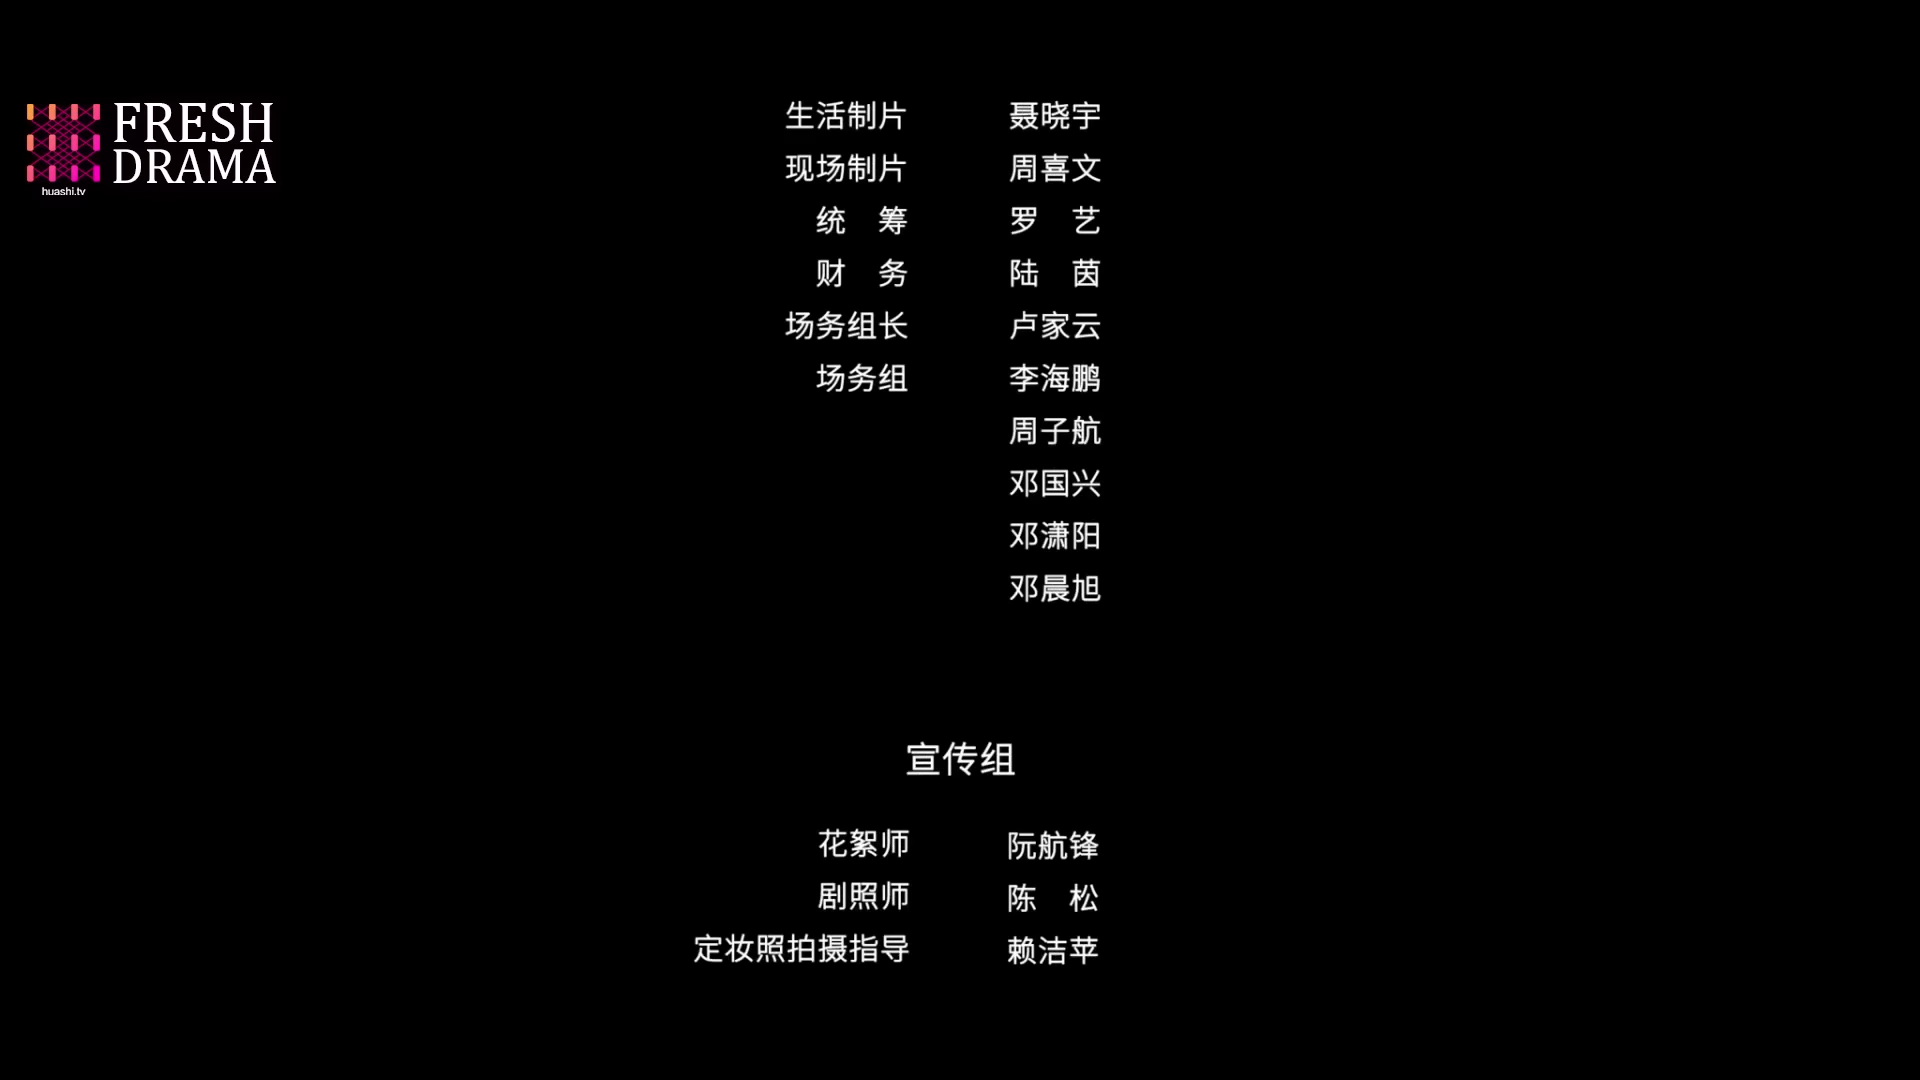 FRESH
DRAMA
huashi.tv
生活制片 聂晓宇
现场制片 周喜文
统 筹 罗 艺
财 务 陆 茵
场务组长 卢家云
场务组 李海鹏
周子航
邓国兴
邓潇阳
邓晨旭
宣传组
花絮师 阮航锋
剧照师 陈 松
定妆照拍摄指导 赖洁苹